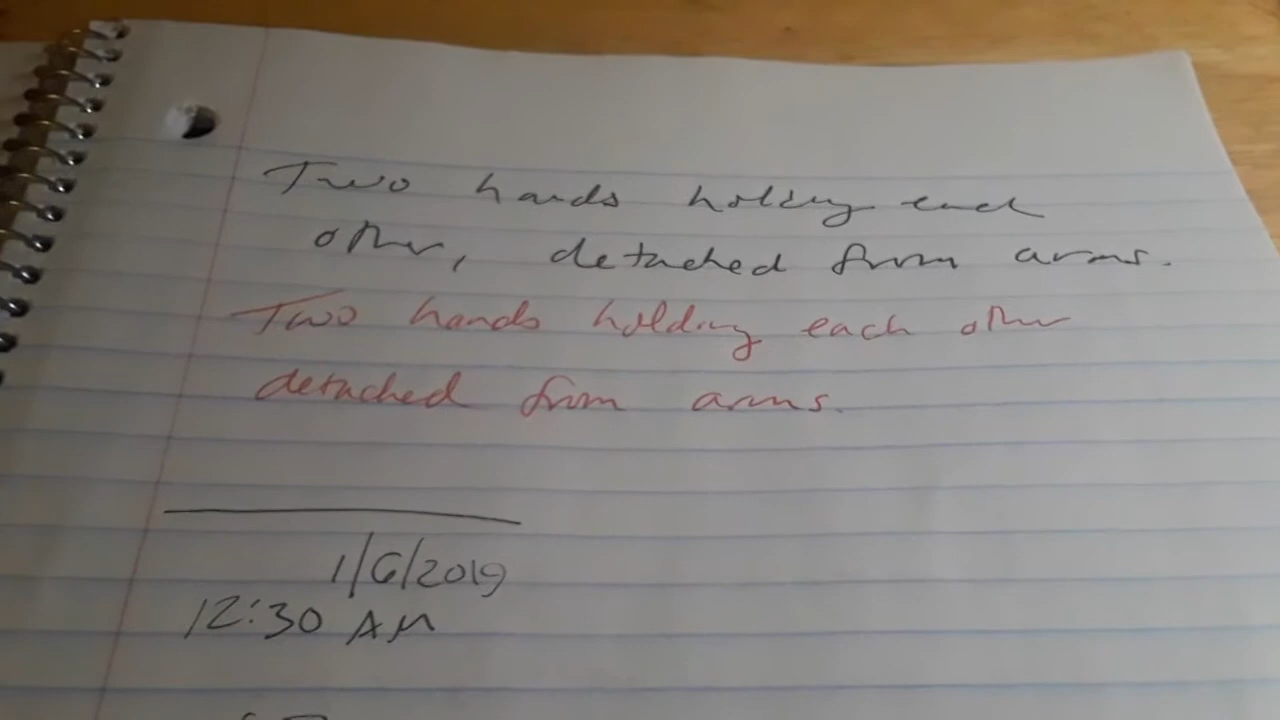 Two hands holding each
other, detached from arms.
Two hands holding each other
detached from arms.
1/6/2019
12:30 AM